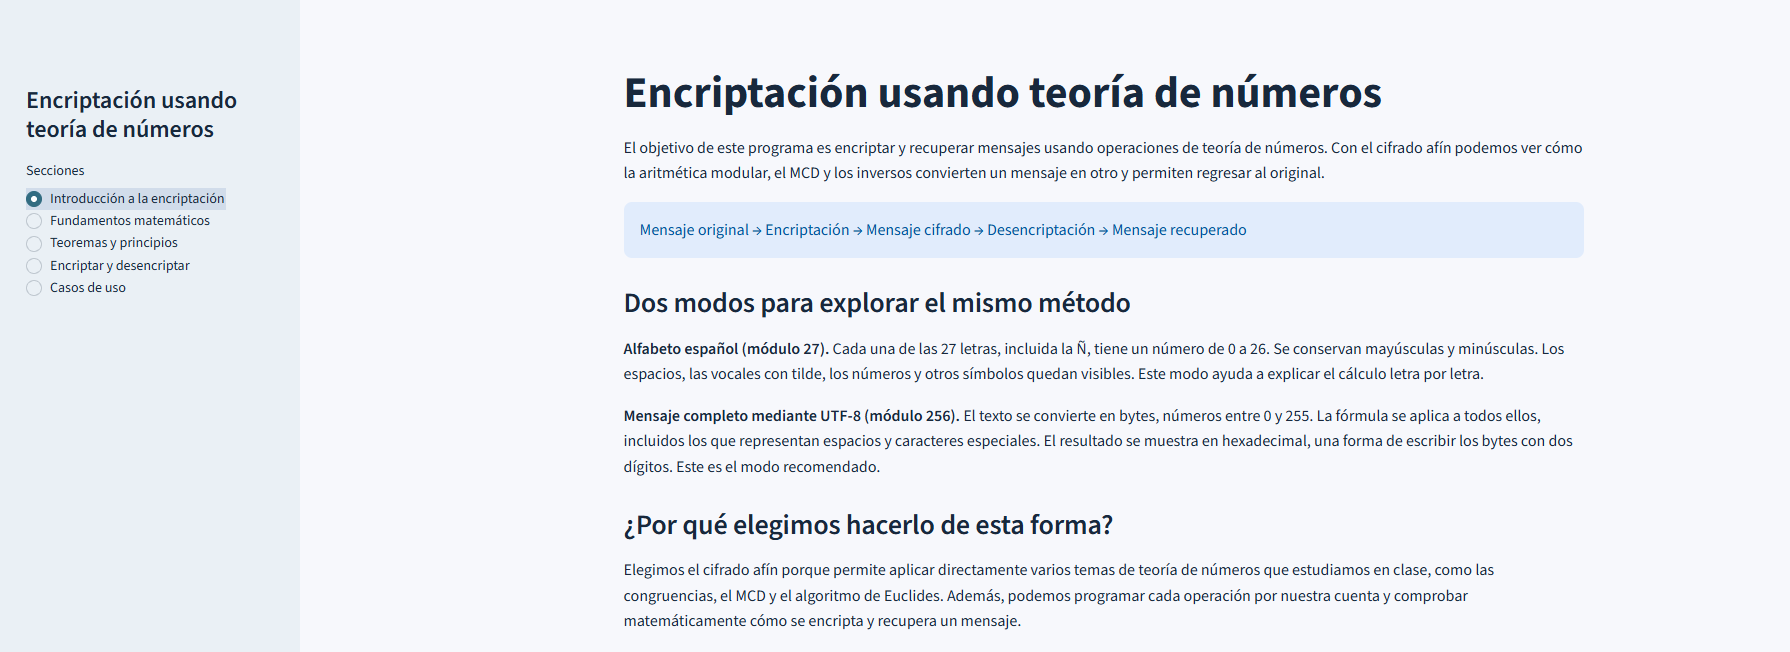 Encriptación usando
teoría de números
Secciones
Introducción a la encriptación
Fundamentos matemáticos
Teoremas y principios
Encriptar y desencriptar
Casos de uso
Encriptación usando teoría de números
El objetivo de este programa es encriptar y recuperar mensajes usando operaciones de teoría de números. Con el cifrado afín podemos ver cómo
la aritmética modular, el MCD y los inversos convierten un mensaje en otro y permiten regresar al original.
Mensaje original → Encriptación → Mensaje cifrado → Desencriptación → Mensaje recuperado
Dos modos para explorar el mismo método
Alfabeto español (módulo 27). Cada una de las 27 letras, incluida la Ñ, tiene un número de 0 a 26. Se conservan mayúsculas y minúsculas. Los
espacios, las vocales con tilde, los números y otros símbolos quedan visibles. Este modo ayuda a explicar el cálculo letra por letra.
Mensaje completo mediante UTF-8 (módulo 256). El texto se convierte en bytes, números entre 0 y 255. La fórmula se aplica a todos ellos,
incluidos los que representan espacios y caracteres especiales. El resultado se muestra en hexadecimal, una forma de escribir los bytes con dos
dígitos. Este es el modo recomendado.
¿Por qué elegimos hacerlo de esta forma?
Elegimos el cifrado afín porque permite aplicar directamente varios temas de teoría de números que estudiamos en clase, como las
congruencias, el MCD y el algoritmo de Euclides. Además, podemos programar cada operación por nuestra cuenta y comprobar
matemáticamente cómo se encripta y recupera un mensaje.